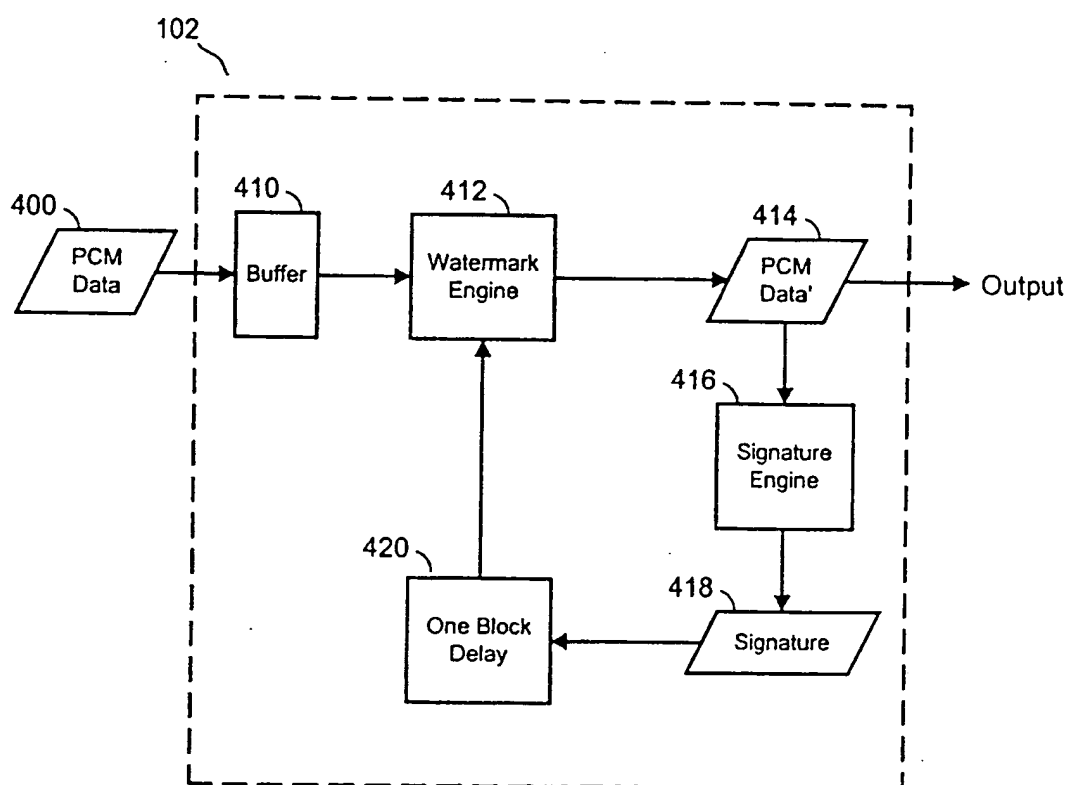 102
400
PCM
Data
410
Buffer
412
Watermark
Engine
414
PCM
Data'
Output
416
Signature
Engine
420
One Block
Delay
418
Signature